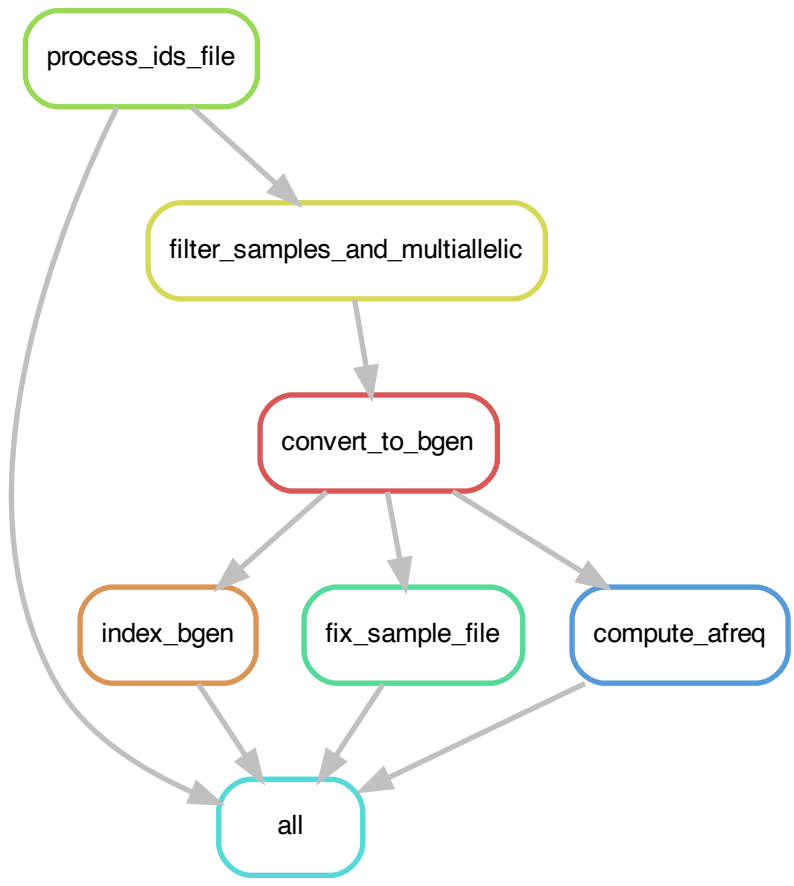 process_ids_file
filter_samples_and_multiallelic
convert_to_bgen
index_bgen
fix_sample_file
compute_afreq
all